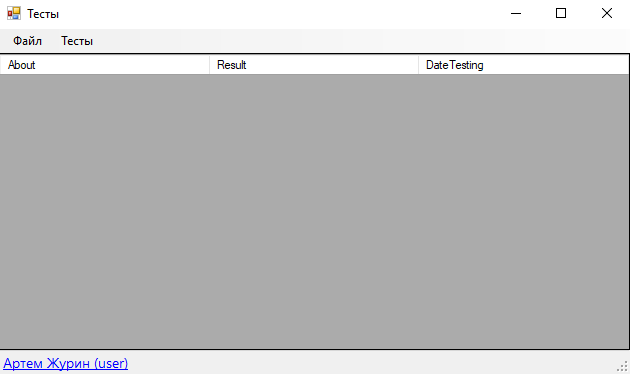 Тесты
Файл Тесты
About Result DateTesting
Артем Журин (user)